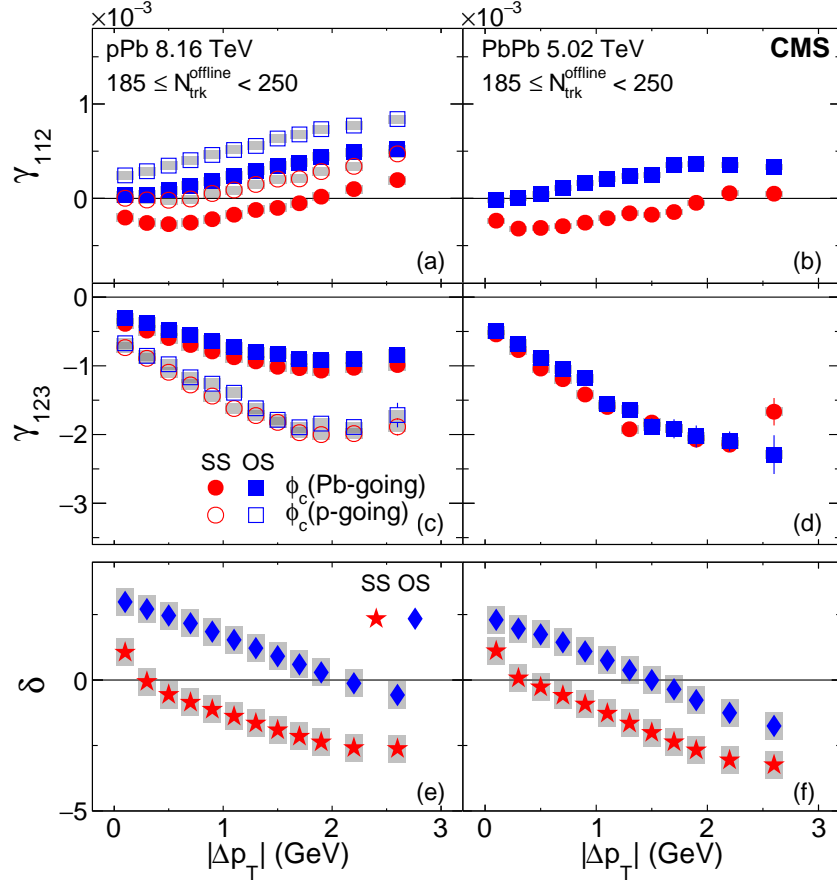 ×10⁻³ ×10⁻³
pPb 8.16 TeV
185 ≤ N_trk^offline < 250
PbPb 5.02 TeV CMS
185 ≤ N_trk^offline < 250
1
0
γ₁₁₂
(a) (b)
0
−1
−2
−3
γ₁₂₃
SS OS
ϕ_c(Pb-going)
ϕ_c(p-going)
(c) (d)
SS OS
0
−5
δ
(e) (f)
0 1 2 3 0 1 2 3
|Δp_T| (GeV) |Δp_T| (GeV)